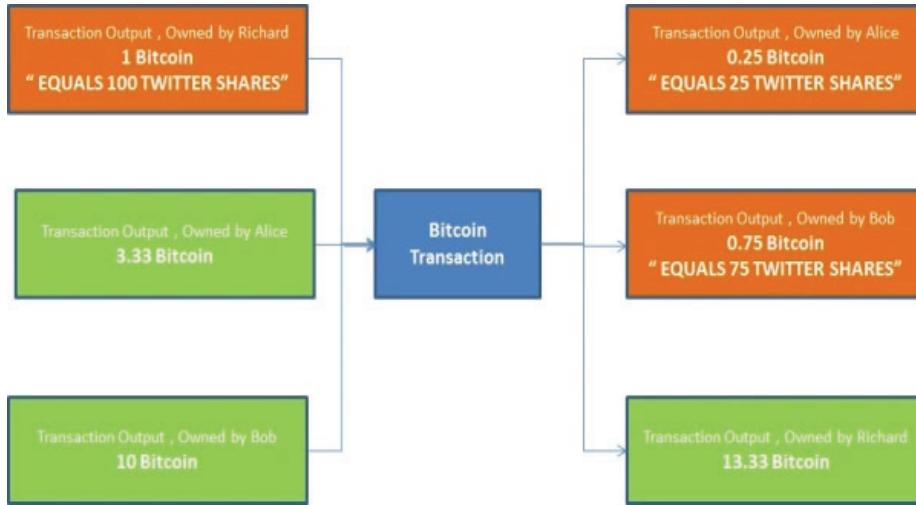 Transaction Output , Owned by Richard
1 Bitcoin
“ EQUALS 100 TWITTER SHARES”
Transaction Output , Owned by Alice
3.33 Bitcoin
Transaction Output , Owned by Bob
10 Bitcoin
Bitcoin
Transaction
Transaction Output , Owned by Alice
0.25 Bitcoin
“ EQUALS 25 TWITTER SHARES”
Transaction Output , Owned by Bob
0.75 Bitcoin
“ EQUALS 75 TWITTER SHARES”
Transaction Output , Owned by Richard
13.33 Bitcoin